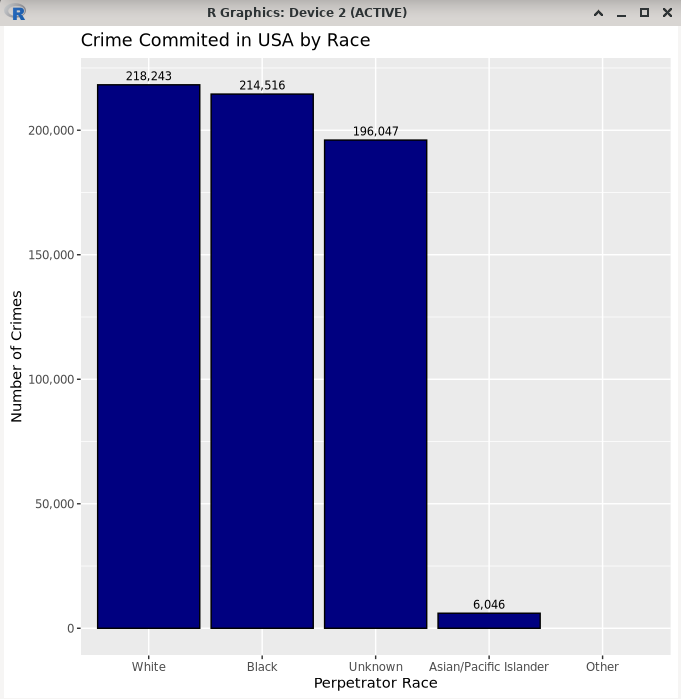 R Graphics: Device 2 (ACTIVE)
Crime Commited in USA by Race
218,243
214,516
196,047
6,046
200,000
150,000
100,000
50,000
0
Number of Crimes
White Black Unknown Asian/Pacific Islander Other
Perpetrator Race